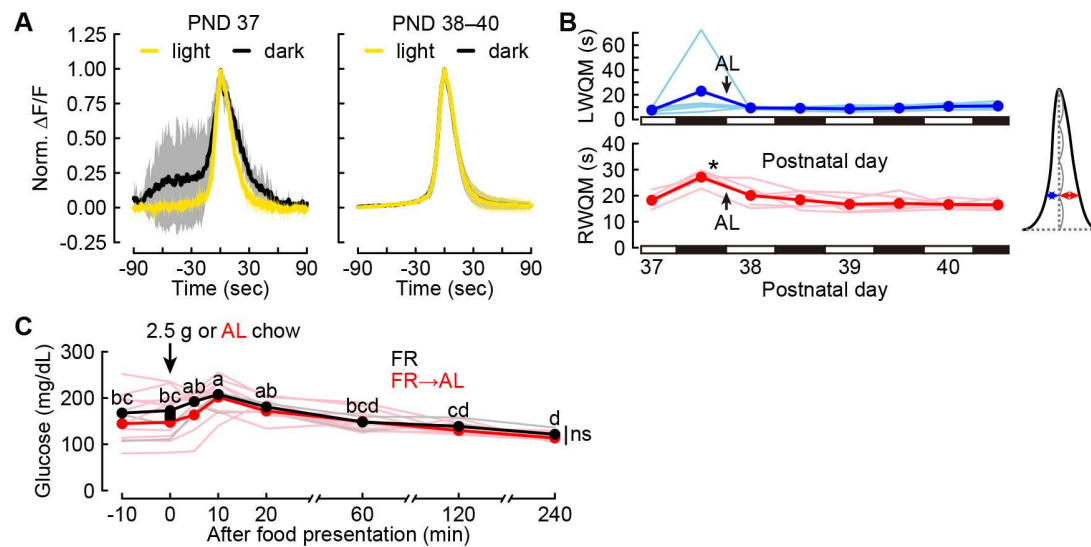 A
PND 37
PND 38–40
light dark
light dark
Norm. ΔF/F
1.25
1.00
0.75
0.50
0.25
0.00
-0.25
-90 -30 30 90
Time (sec)
-90 -30 30 90
Time (sec)
B
LWQM (s)
60
40
20
0
AL
Postnatal day
RWQM (s)
40
30
20
10
0
*
AL
37 38 39 40
Postnatal day
C
2.5 g or AL chow
FR
FR→AL
Glucose (mg/dL)
300
200
100
0
bc bc ab a ab bcd cd d
ns
-10 0 10 20 60 120 240
After food presentation (min)